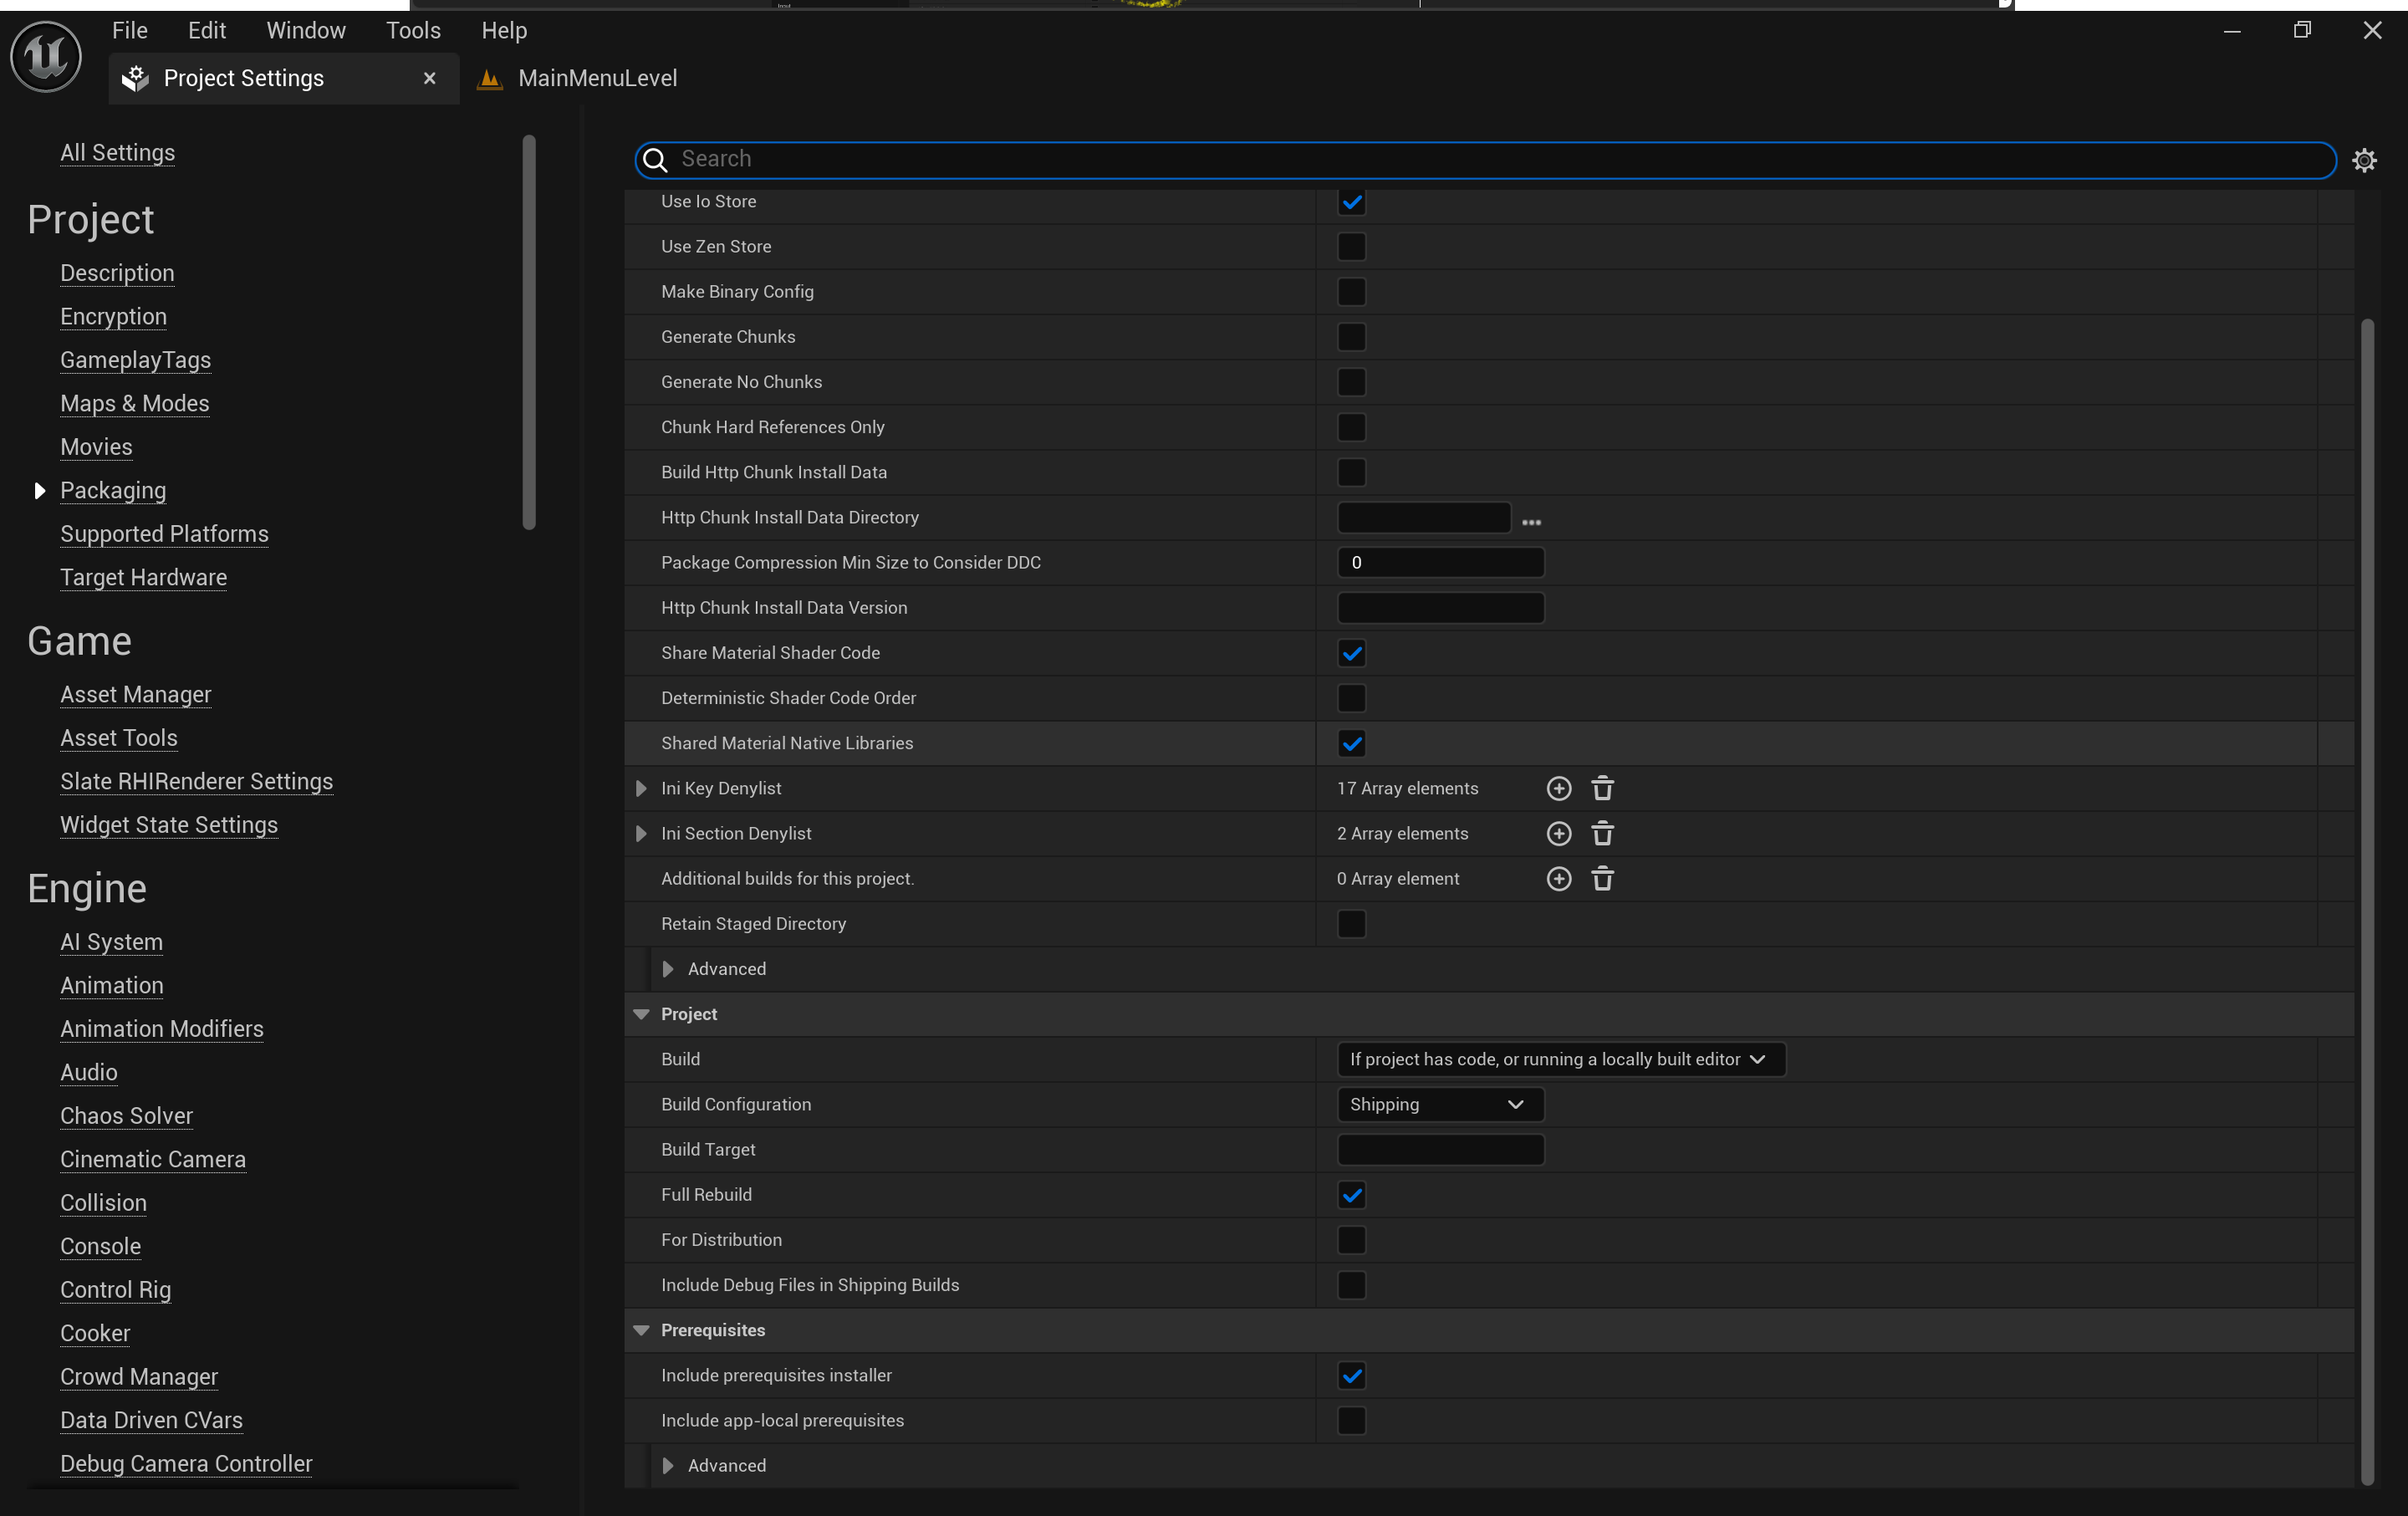 File Edit Window Tools Help
Project Settings
MainMenuLevel
All Settings
Project
Description
Encryption
GameplayTags
Maps & Modes
Movies
Packaging
Supported Platforms
Target Hardware
Game
Asset Manager
Asset Tools
Slate RHIRenderer Settings
Widget State Settings
Engine
AI System
Animation
Animation Modifiers
Audio
Chaos Solver
Cinematic Camera
Collision
Console
Control Rig
Cooker
Crowd Manager
Data Driven CVars
Debug Camera Controller
Search
Use Io Store
Use Zen Store
Make Binary Config
Generate Chunks
Generate No Chunks
Chunk Hard References Only
Build Http Chunk Install Data
Http Chunk Install Data Directory
Package Compression Min Size to Consider DDC 0
Http Chunk Install Data Version
Share Material Shader Code
Deterministic Shader Code Order
Shared Material Native Libraries
Ini Key Denylist 17 Array elements
Ini Section Denylist 2 Array elements
Additional builds for this project. 0 Array element
Retain Staged Directory
Advanced
Project
Build If project has code, or running a locally built editor
Build Configuration Shipping
Build Target
Full Rebuild
For Distribution
Include Debug Files in Shipping Builds
Prerequisites
Include prerequisites installer
Include app-local prerequisites
Advanced